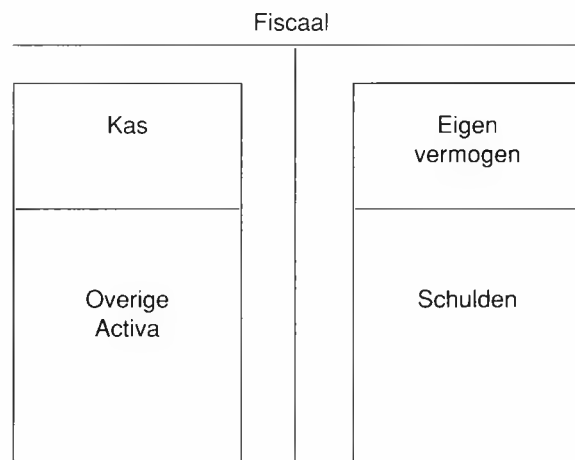 Fiscaal
Kas
Eigen
vermogen
Overige
Activa
Schulden